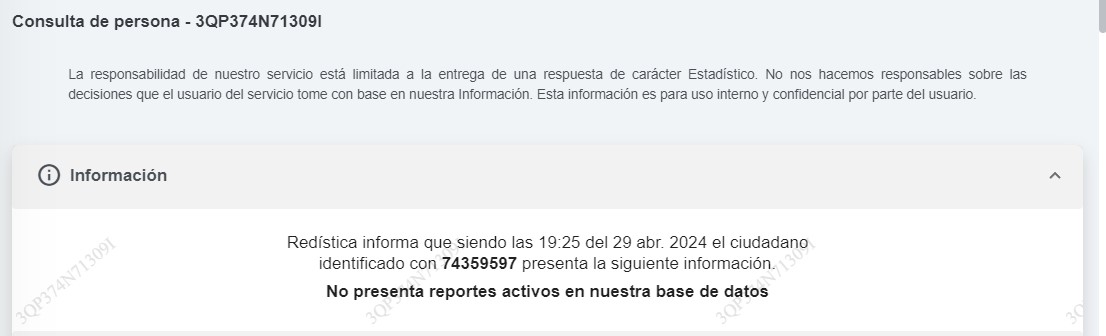 Consulta de persona - 3QP374N71309I
La responsabilidad de nuestro servicio está limitada a la entrega de una respuesta de carácter Estadístico. No nos hacemos responsables sobre las
decisiones que el usuario del servicio tome con base en nuestra Información. Esta información es para uso interno y confidencial por parte del usuario.
Información
Redística informa que siendo las 19:25 del 29 abr. 2024 el ciudadano
identificado con 74359597 presenta la siguiente información.
No presenta reportes activos en nuestra base de datos
3QP374N71309I
3QP374N71309I
3QP374N71309I